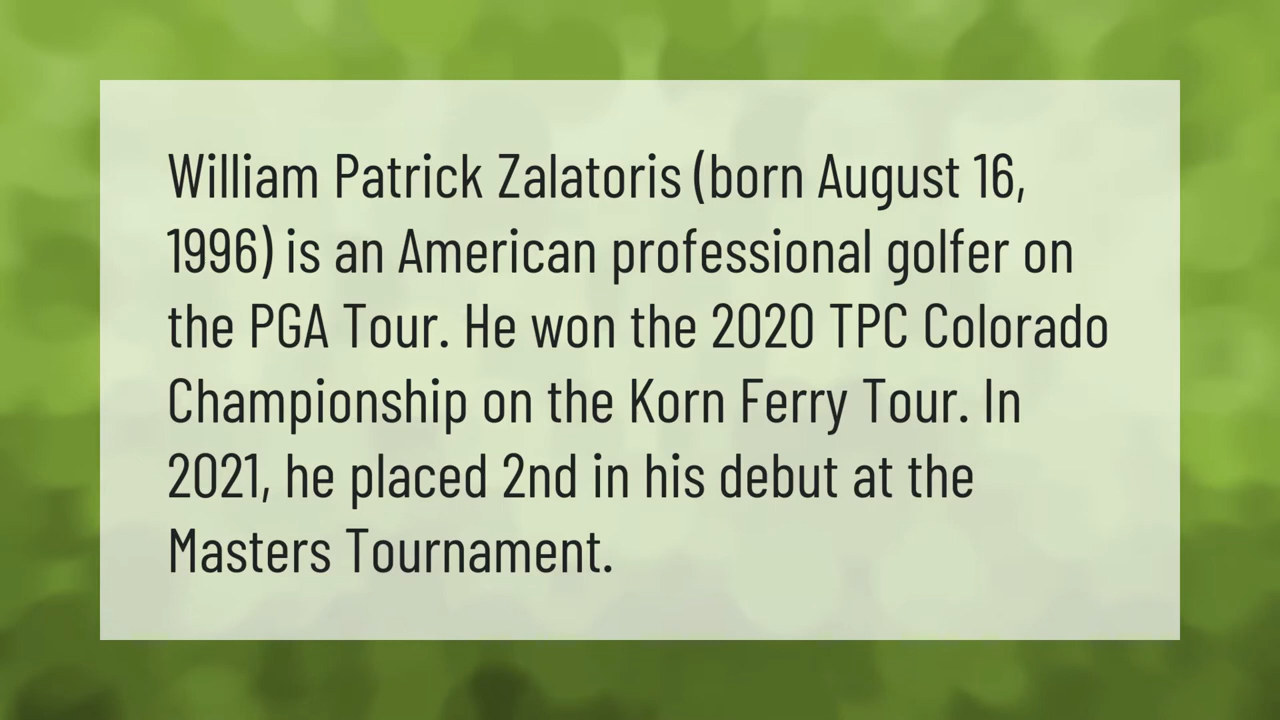 William Patrick Zalatoris (born August 16,
1996) is an American professional golfer on
the PGA Tour. He won the 2020 TPC Colorado
Championship on the Korn Ferry Tour. In
2021, he placed 2nd in his debut at the
Masters Tournament.